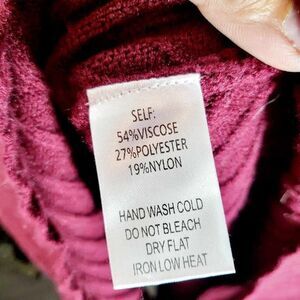 SELF:
54%VISCOSE
27%POLYESTER
19%NYLON
HAND WASH COLD
DO NOT BLEACH
DRY FLAT
IRON LOW HEAT